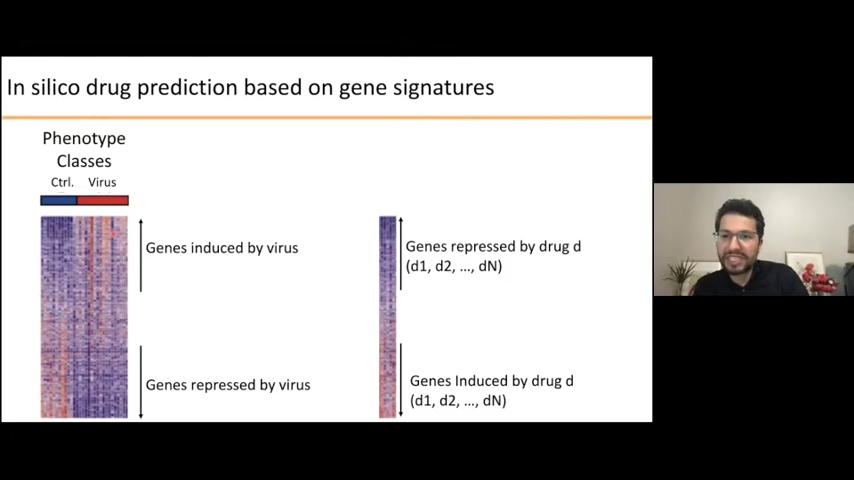 In silico drug prediction based on gene signatures
Phenotype
Classes
Ctrl. Virus
Genes induced by virus
Genes repressed by virus
Genes repressed by drug d
(d1, d2, ..., dN)
Genes Induced by drug d
(d1, d2, ..., dN)